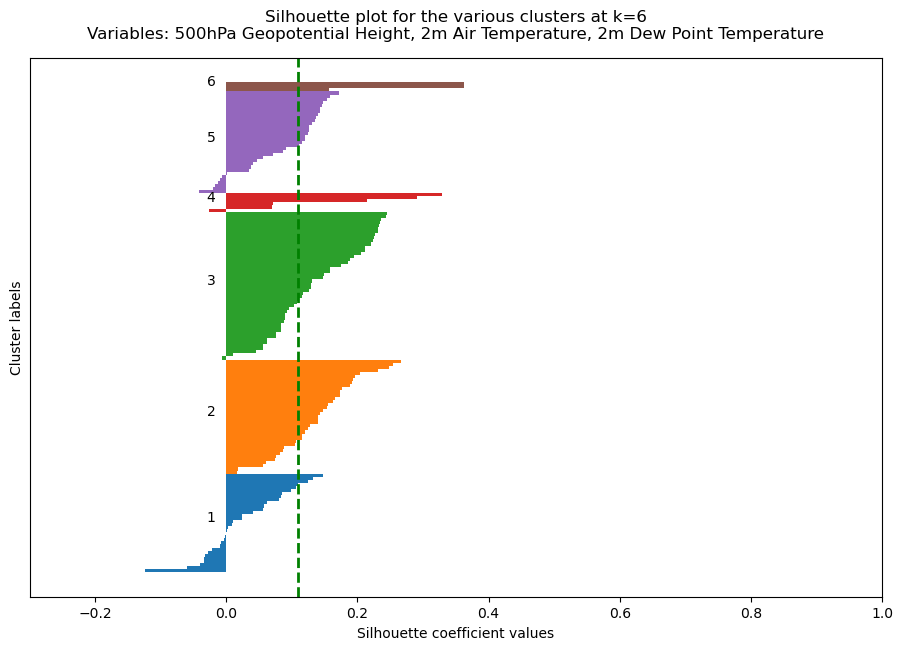 Silhouette plot for the various clusters at k=6
Variables: 500hPa Geopotential Height, 2m Air Temperature, 2m Dew Point Temperature
6
5
4
3
2
1
Cluster labels
−0.2 0.0 0.2 0.4 0.6 0.8 1.0
Silhouette coefficient values